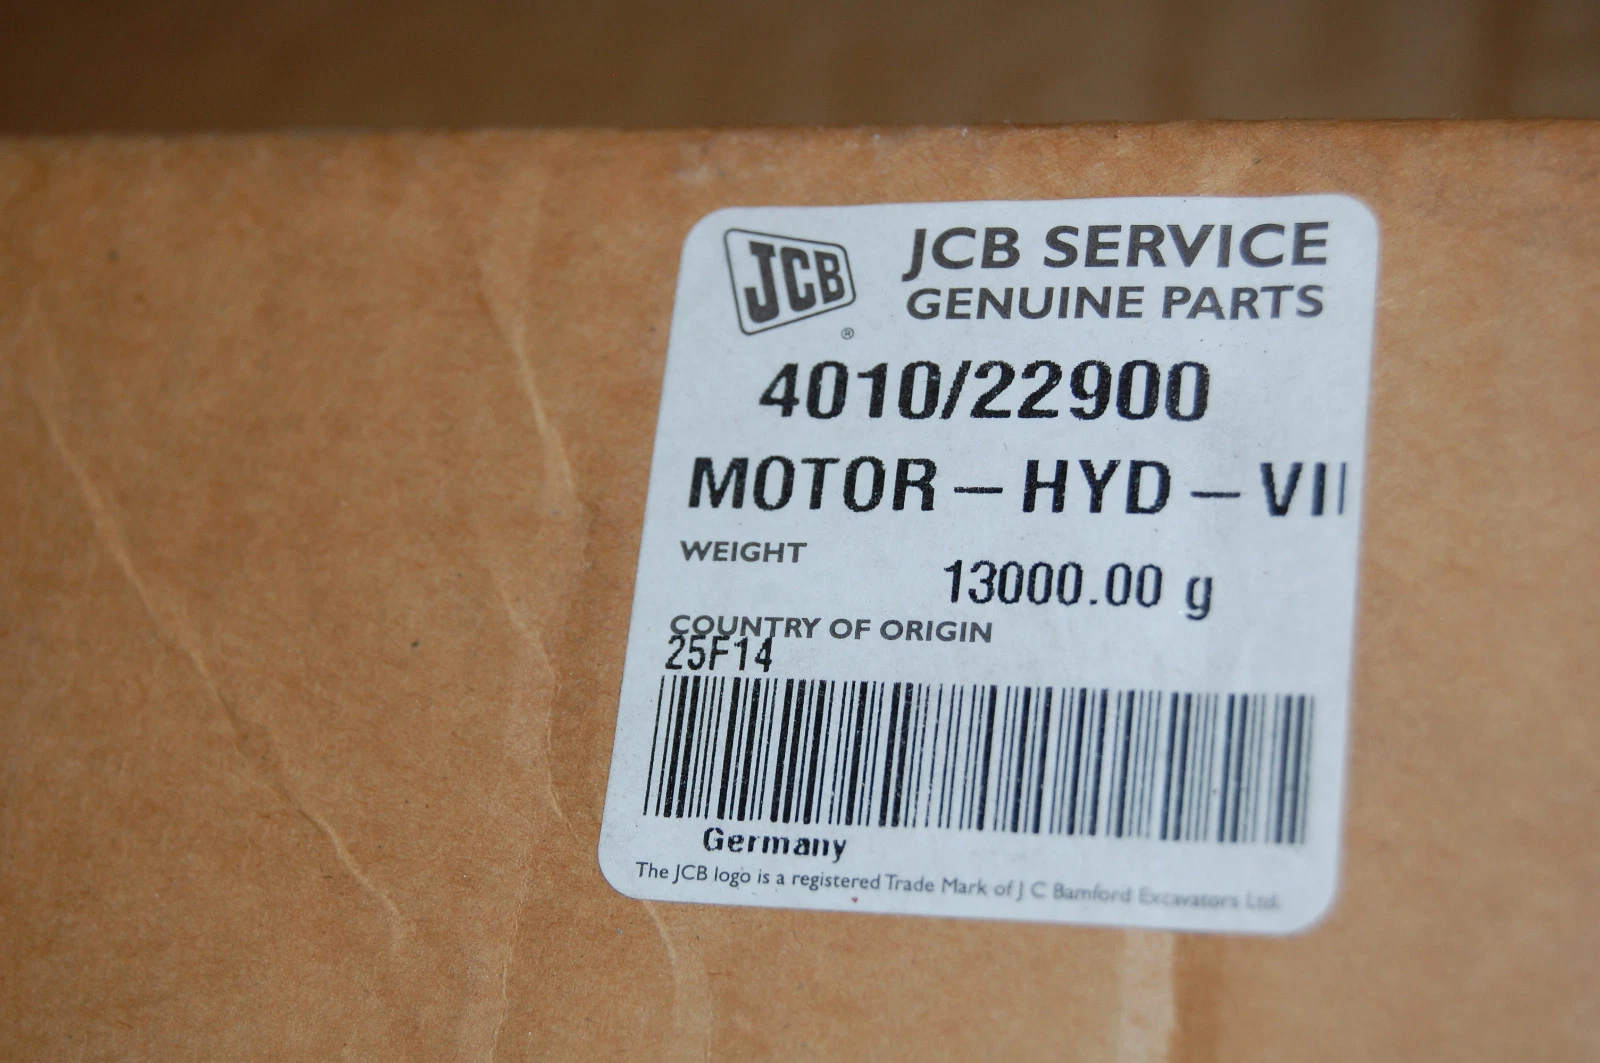 JCB
®
JCB SERVICE
GENUINE PARTS
4010/22900
MOTOR - HYD - VI
WEIGHT
13000.00 g
COUNTRY OF ORIGIN
25F14
Germany
The JCB logo is a registered Trade Mark of J C Bamford Excavators Ltd.